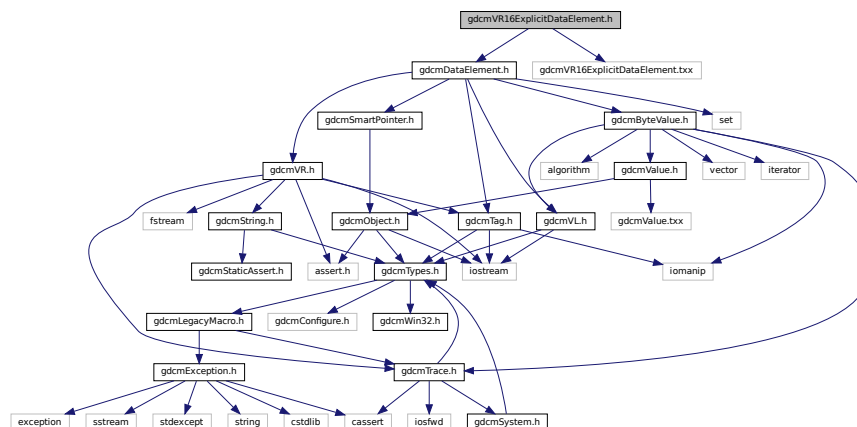 gdcmVR16ExplicitDataElement.h
gdcmDataElement.h
gdcmVR16ExplicitDataElement.txx
gdcmSmartPointer.h
gdcmByteValue.h
set
gdcmVR.h
algorithm
gdcmValue.h
vector
iterator
fstream
gdcmString.h
gdcmObject.h
gdcmTag.h
gdcmVL.h
gdcmValue.txx
gdcmStaticAssert.h
assert.h
gdcmTypes.h
iostream
iomanip
gdcmLegacyMacro.h
gdcmConfigure.h
gdcmWin32.h
gdcmException.h
gdcmTrace.h
exception
sstream
stdexcept
string
cstdlib
cassert
iosfwd
gdcmSystem.h